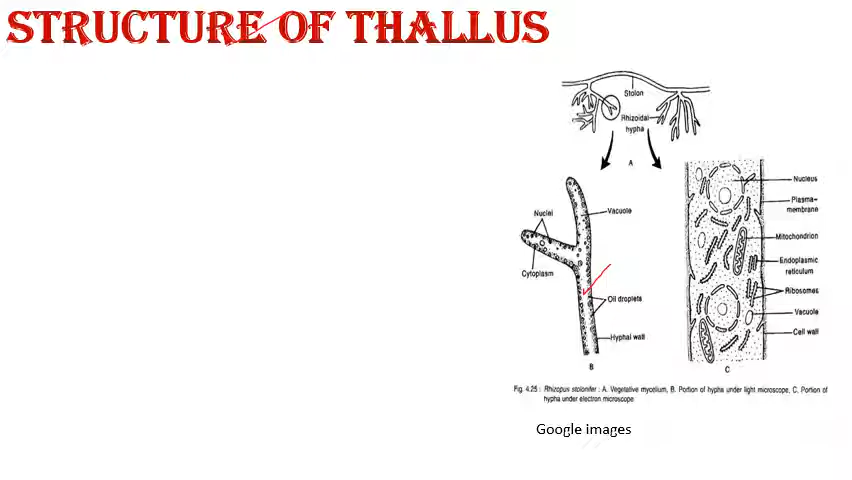 STRUCTURE OF THALLUS
Stolon
Rhizoidal
hypha
A
Nuclei
Vacuole
Cytoplasm
Oil droplets
Hyphal wall
B
Nucleus
Plasma-
membrane
Mitochondrion
Endoplasmic
reticulum
Ribosomes
Vacuole
Cell wall
C
Fig. 4.25 : Rhizopus stolonifer : A. Vegetative mycelium, B. Portion of hypha under light microscope, C. Portion of
hypha under electron microscope
Google images